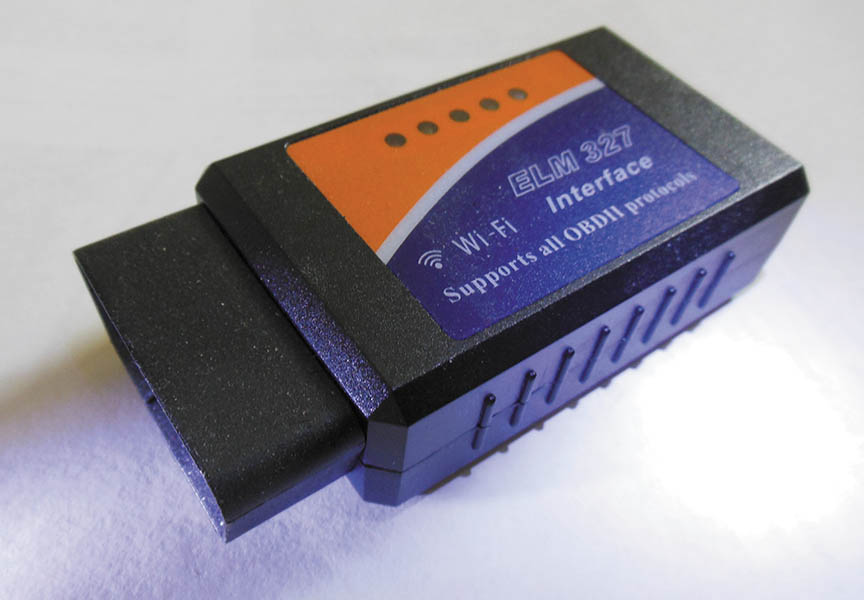 ELM 327
Interface
Wi-Fi
Supports all OBDII protocols